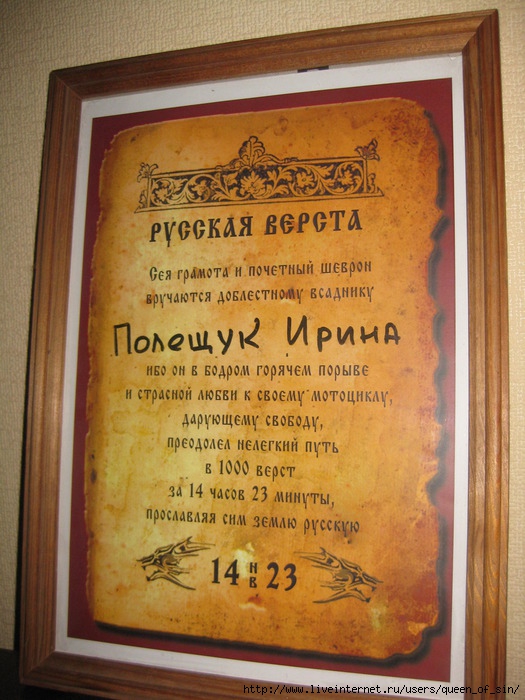 РУССКАЯ ВЕРСТА
Сея грамота и почетный шеврон
вручаются доблестному всаднику
Полещук Ирина
ибо он в бодром горячем порыве
и страсной любви к своему мотоциклу,
дарующему свободу,
преодолел нелегкий путь
в 1000 верст
за 14 часов 23 минуты,
прославляя сим землю русскую
14 н в 23
http://www.liveinternet.ru/users/queen_of_sin/